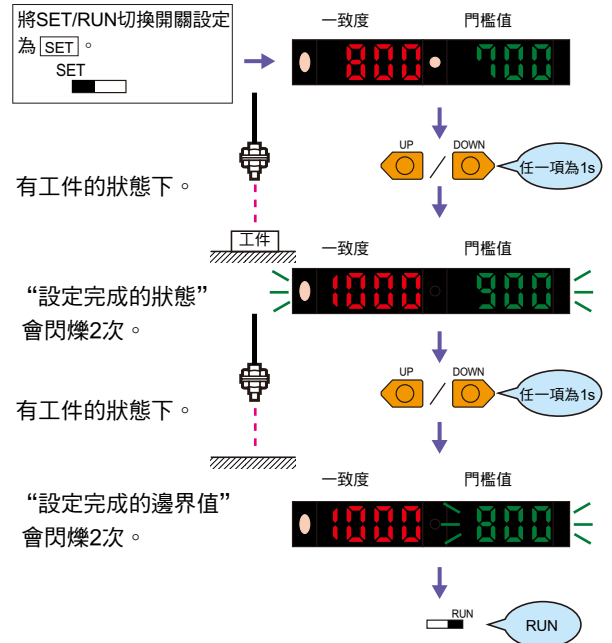 將SET/RUN切換開關設定
為 SET 。
SET
一致度 門檻值
800 700
UP DOWN
/ 任一項為1s
有工件的狀態下。
工件
一致度 門檻值
1000 900
“設定完成的狀態”
會閃爍2次。
UP DOWN
/ 任一項為1s
有工件的狀態下。
一致度 門檻值
1000 800
“設定完成的邊界值”
會閃爍2次。
RUN
RUN